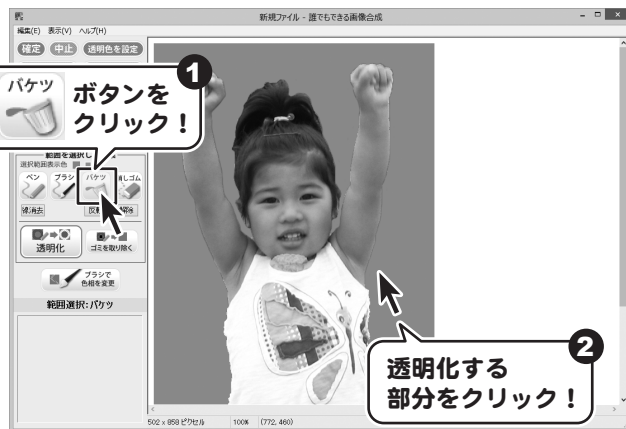 新規ファイル - 誰でもできる画像合成
編集(E) 表示(V) ヘルプ(H)
確定 中止 透明色を設定
1
バケツ
ボタンを
クリック！
範囲を選択し
選択範囲表示色
ペン ブラシ バケツ 消しゴム
線消去 反転 解除
透明化 ゴミを取り除く
ブラシで
色相を変更
範囲選択:バケツ
2
透明化する
部分をクリック！
502 x 858 ピクセル 100% (772, 460)